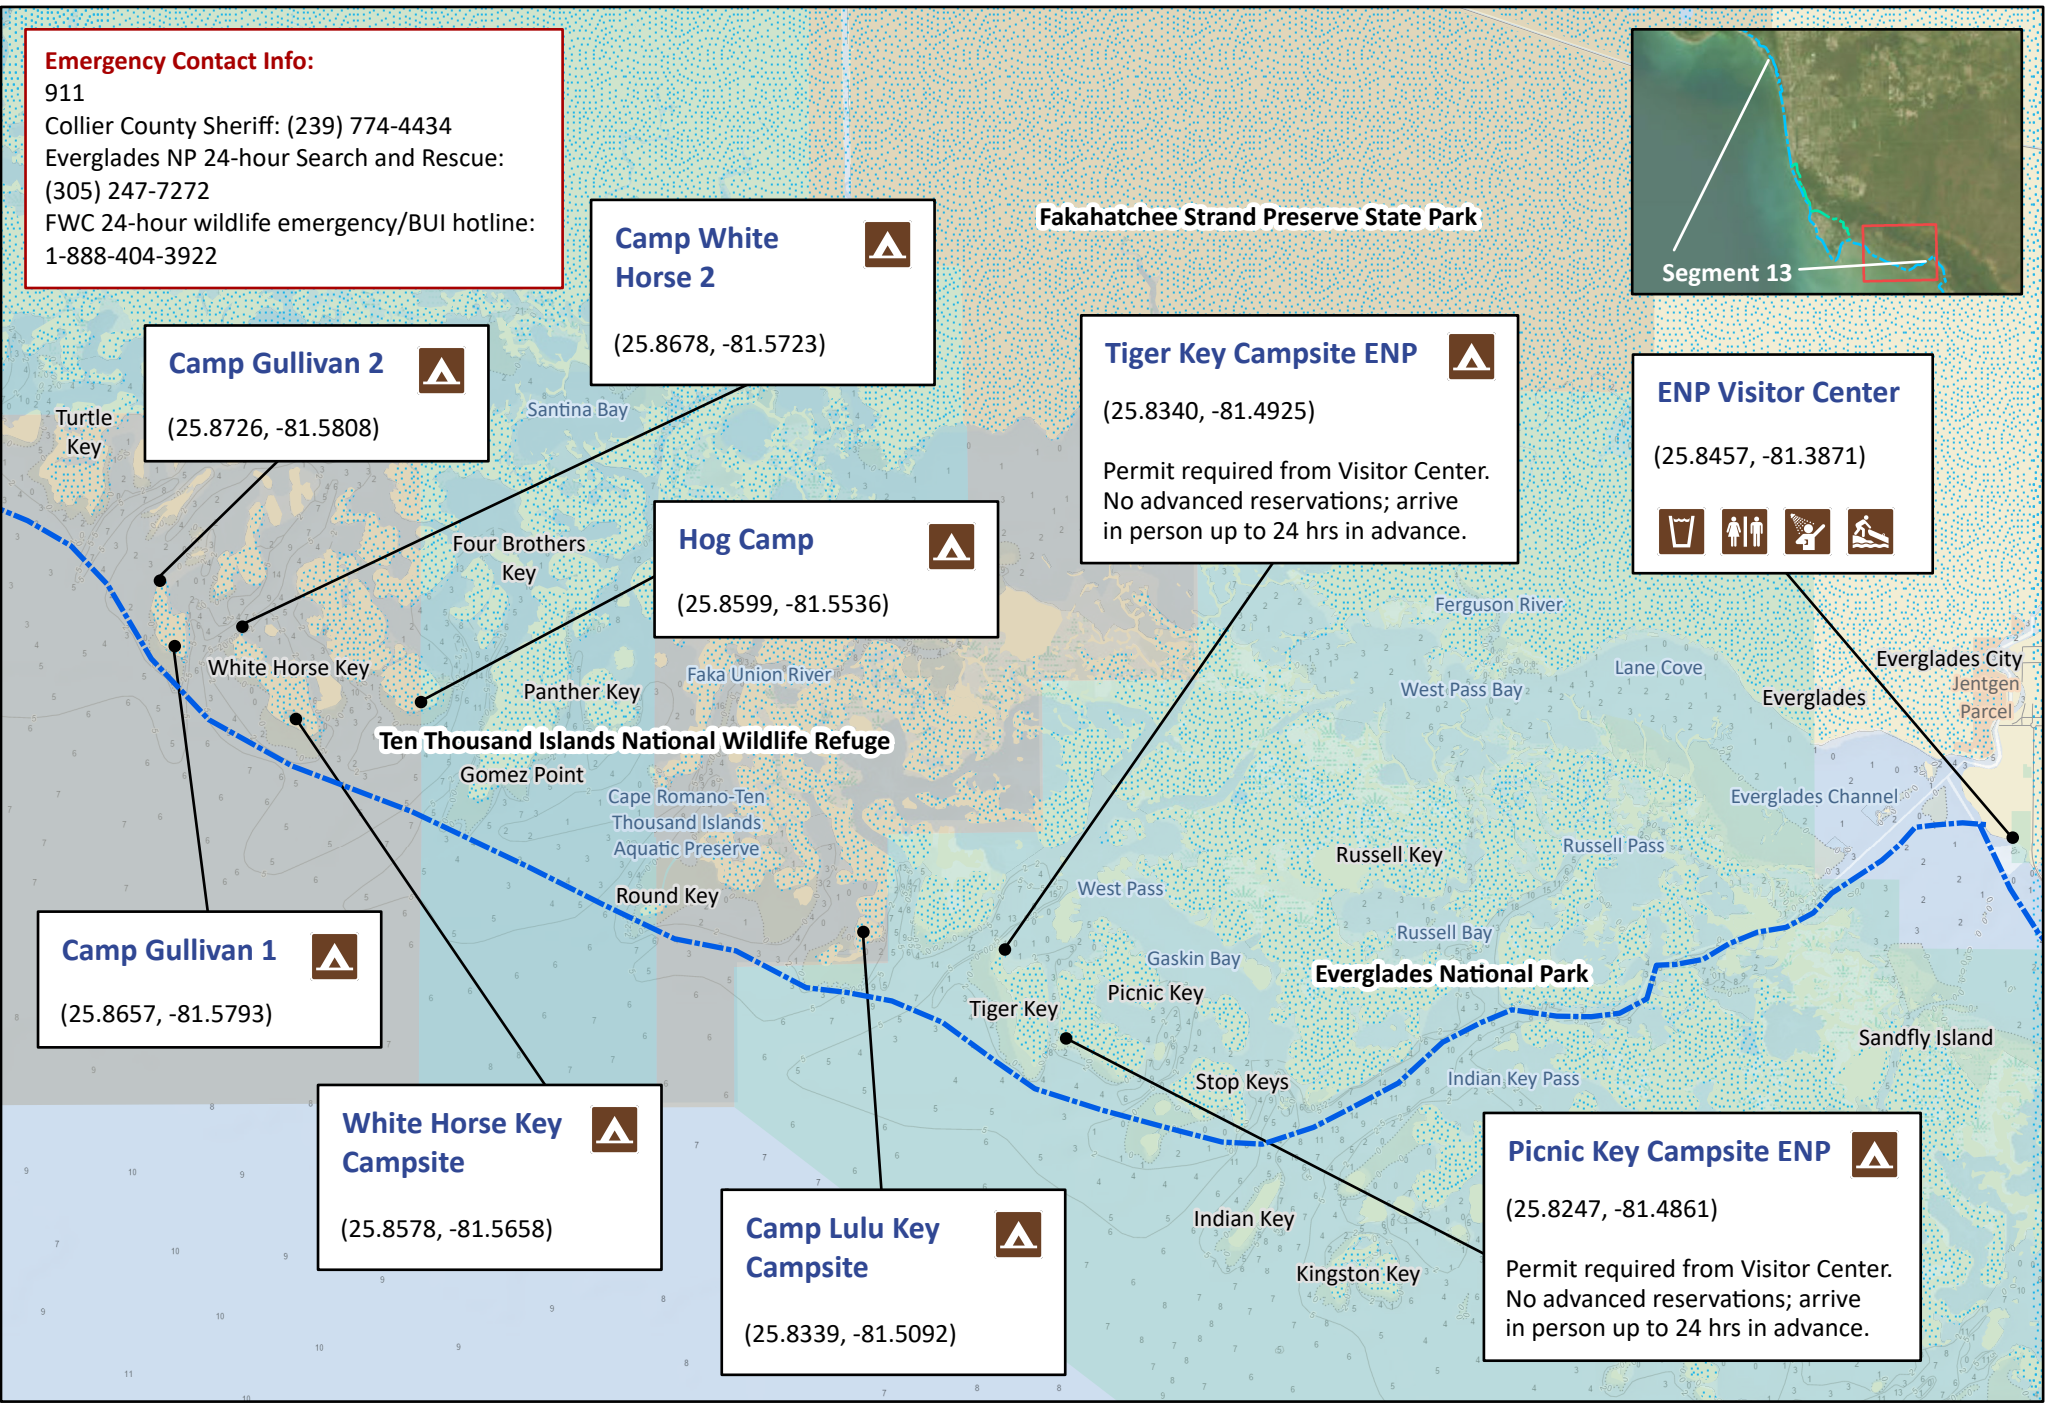 Emergency Contact Info:
911
Collier County Sheriff: (239) 774-4434
Everglades NP 24-hour Search and Rescue:
(305) 247-7272
FWC 24-hour wildlife emergency/BUI hotline:
1-888-404-3922
Segment 13
Fakahatchee Strand Preserve State Park
Camp White
Horse 2
(25.8678, -81.5723)
Camp Gullivan 2
(25.8726, -81.5808)
Tiger Key Campsite ENP
(25.8340, -81.4925)
Permit required from Visitor Center.
No advanced reservations; arrive
in person up to 24 hrs in advance.
ENP Visitor Center
(25.8457, -81.3871)
Turtle
Key
Santina Bay
Four Brothers
Key
Hog Camp
(25.8599, -81.5536)
Ferguson River
White Horse Key
Panther Key
Faka Union River
West Pass Bay
Lane Cove
Everglades
Everglades City
Jentgen
Parcel
Ten Thousand Islands National Wildlife Refuge
Gomez Point
Cape Romano-Ten
Thousand Islands
Aquatic Preserve
Everglades Channel
Russell Key
Russell Pass
Round Key
West Pass
Russell Bay
Gaskin Bay
Everglades National Park
Camp Gullivan 1
(25.8657, -81.5793)
Tiger Key
Picnic Key
Sandfly Island
Stop Keys
Indian Key Pass
White Horse Key
Campsite
(25.8578, -81.5658)
Camp Lulu Key
Campsite
(25.8339, -81.5092)
Indian Key
Kingston Key
Picnic Key Campsite ENP
(25.8247, -81.4861)
Permit required from Visitor Center.
No advanced reservations; arrive
in person up to 24 hrs in advance.